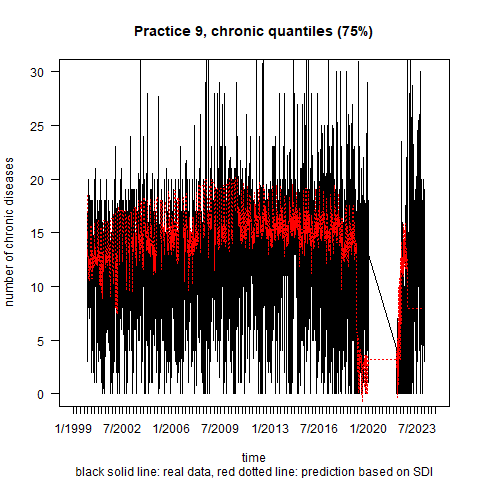 Practice 9, chronic quantiles (75%)
number of chronic diseases
30
25
20
15
10
5
0
1/1999 7/2002 1/2006 7/2009 1/2013 7/2016 1/2020 7/2023
time
black solid line: real data, red dotted line: prediction based on SDI